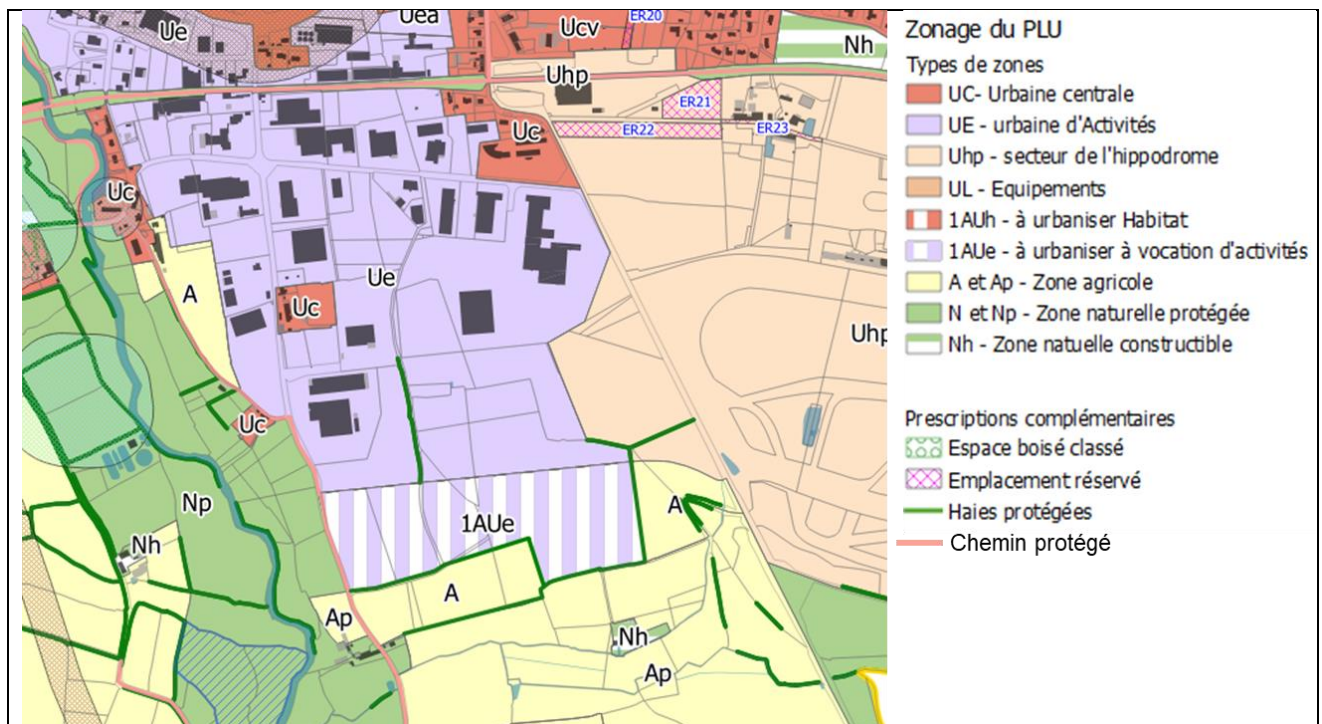 Ue
Uea
Ucv
ER20
Nh
Uhp
ER21
ER22
ER23
Uc
Uc
A
Ue
Uc
Uhp
Uc
Np
1AUe
A
Nh
A
Ap
Nh
Ap
Zonage du PLU
Types de zones
UC- Urbaine centrale
UE - urbaine d'Activités
Uhp - secteur de l'hippodrome
UL - Equipements
1AUh - à urbaniser Habitat
1AUe - à urbaniser à vocation d'activités
A et Ap - Zone agricole
N et Np - Zone naturelle protégée
Nh - Zone natuelle constructible
Prescriptions complémentaires
Espace boisé classé
Emplacement réservé
Haies protégées
Chemin protégé